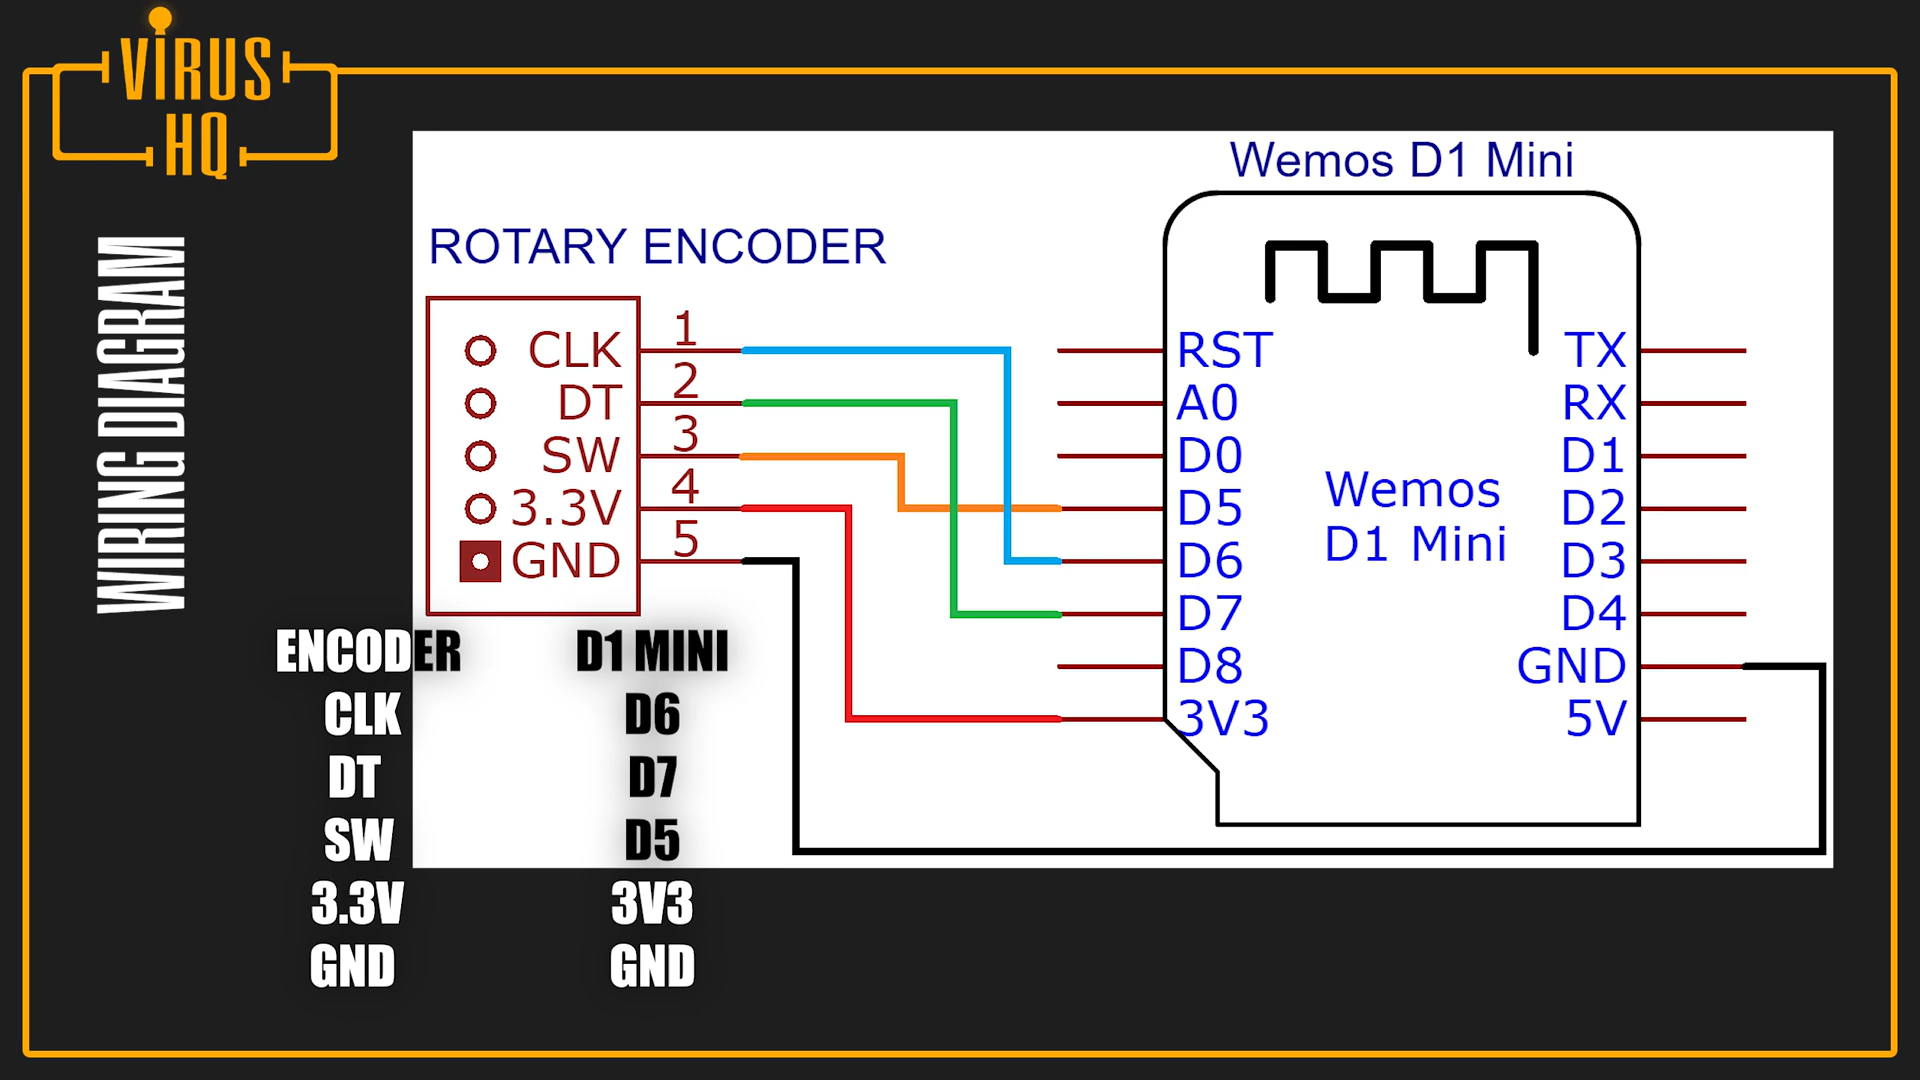 VİRUS
HQ
WIRING DIAGRAM
Wemos D1 Mini
ROTARY ENCODER
CLK 1
DT 2
SW 3
3.3V 4
GND 5
RST TX
A0 RX
D0 D1
D5 D2
D6 D3
D7 D4
D8 GND
3V3 5V
Wemos
D1 Mini
ENCODER D1 MINI
CLK D6
DT D7
SW D5
3.3V 3V3
GND GND